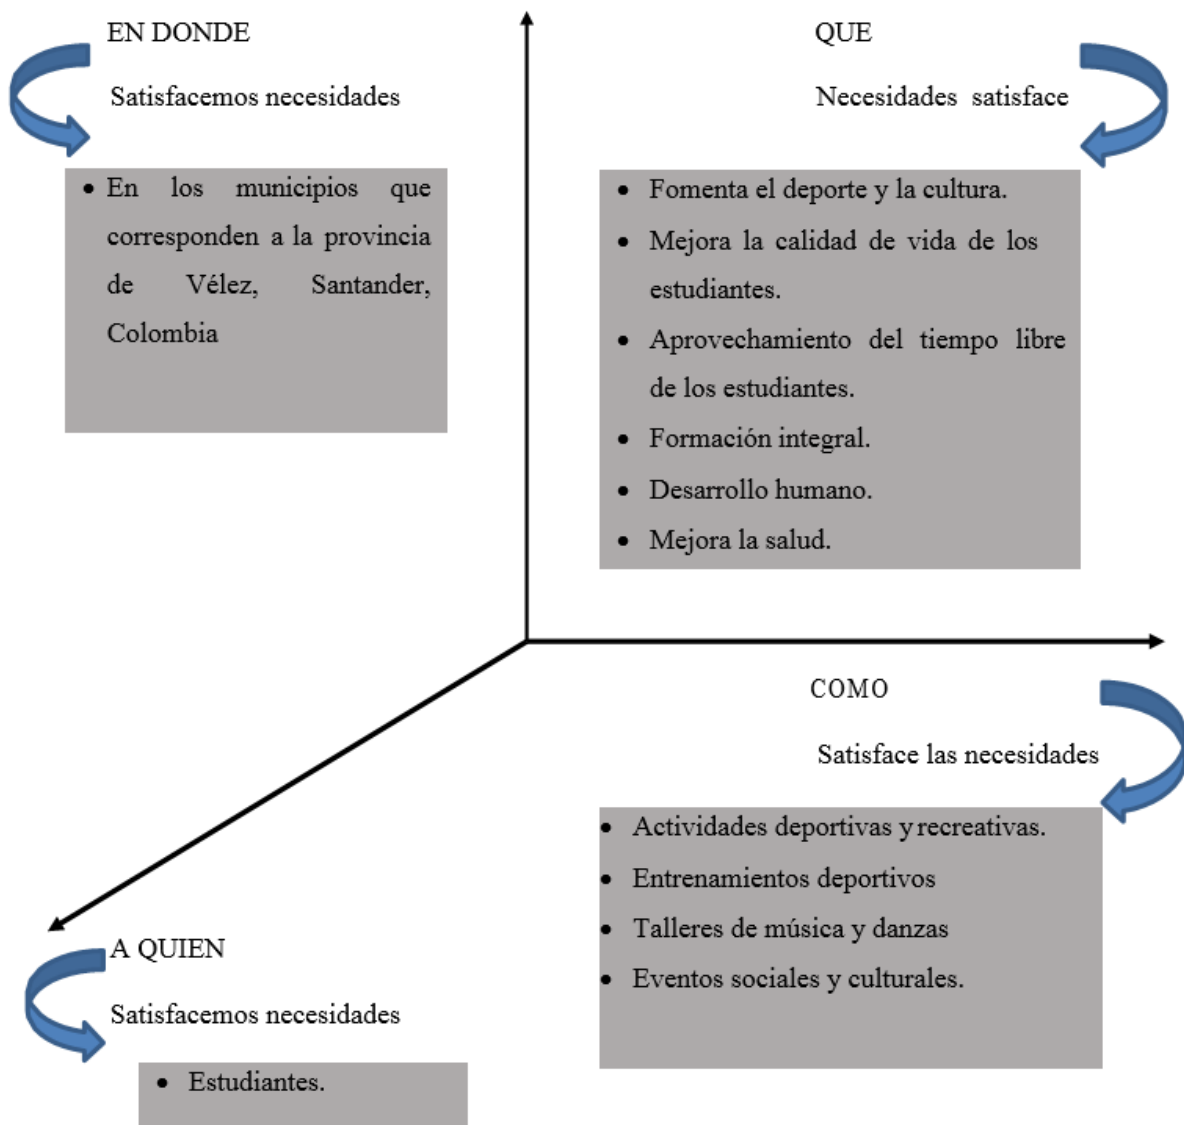 EN DONDE
Satisfacemos necesidades
• En los municipios que
corresponden a la provincia
de Vélez, Santander,
Colombia
QUE
Necesidades satisface
• Fomenta el deporte y la cultura.
• Mejora la calidad de vida de los
estudiantes.
• Aprovechamiento del tiempo libre
de los estudiantes.
• Formación integral.
• Desarrollo humano.
• Mejora la salud.
COMO
Satisface las necesidades
• Actividades deportivas y recreativas.
• Entrenamientos deportivos
• Talleres de música y danzas
• Eventos sociales y culturales.
A QUIEN
Satisfacemos necesidades
• Estudiantes.